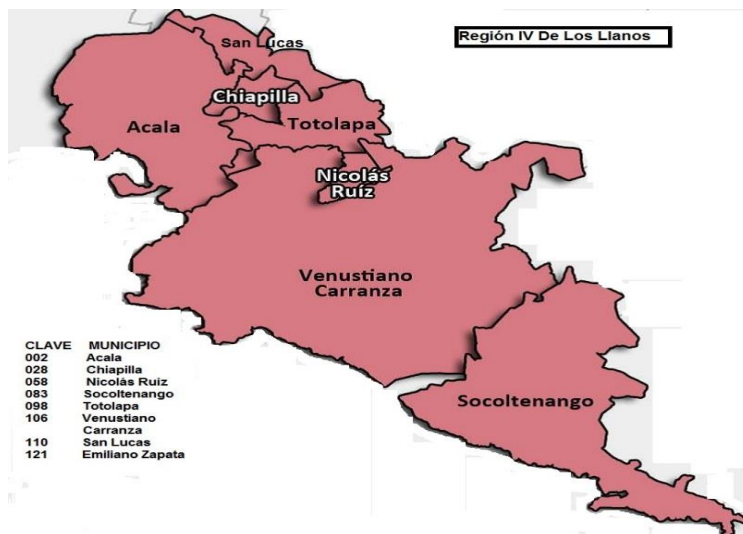 Región IV De Los Llanos
San Lucas
Chiapilla
Acala
Totolapa
Nicolás
Ruíz
Venustiano
Carranza
Socoltenango
CLAVE MUNICIPIO
002 Acala
028 Chiapilla
058 Nicolás Ruíz
083 Socoltenango
098 Totolapa
106 Venustiano
Carranza
110 San Lucas
121 Emiliano Zapata